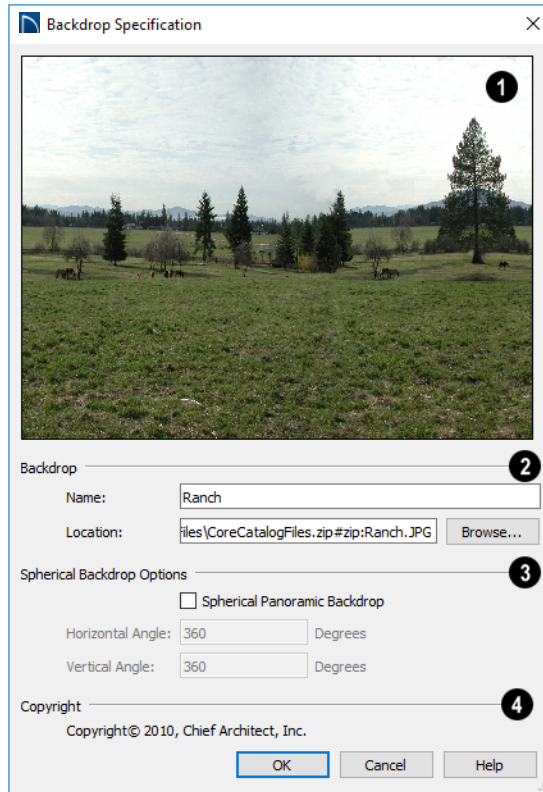 Backdrop Specification
1
Backdrop
2
Name:
Ranch
Location:
files\CoreCatalogFiles.zip#zip:Ranch.JPG
Browse...
Spherical Backdrop Options
3
Spherical Panoramic Backdrop
Horizontal Angle:
360
Degrees
Vertical Angle:
360
Degrees
Copyright
4
Copyright© 2010, Chief Architect, Inc.
OK
Cancel
Help